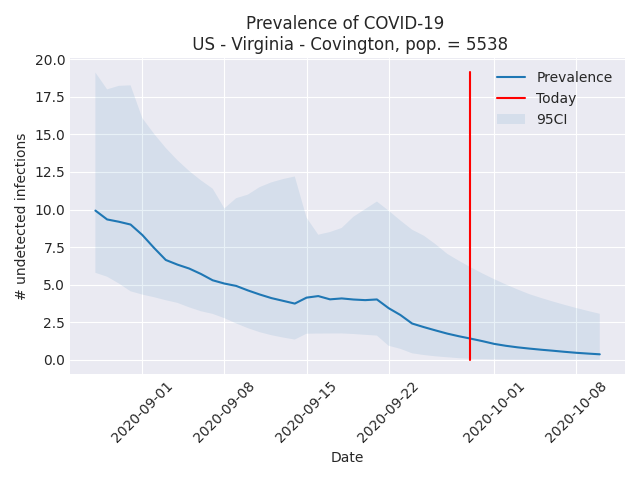 Prevalence of COVID-19
US - Virginia - Covington, pop. = 5538
Prevalence
Today
95CI
# undetected infections
20.0
17.5
15.0
12.5
10.0
7.5
5.0
2.5
0.0
2020-09-01
2020-09-08
2020-09-15
2020-09-22
2020-10-01
2020-10-08
Date